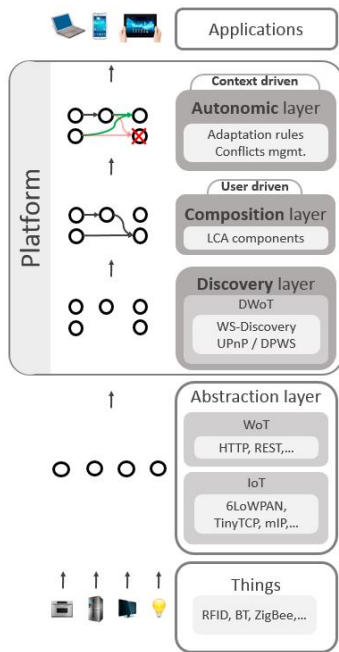 Applications
Platform
Context driven
Autonomic layer
Adaptation rules
Conflicts mgmt.
User driven
Composition layer
LCA components
Discovery layer
DWoT
WS-Discovery
UPnP / DPWS
Abstraction layer
WoT
HTTP, REST,...
IoT
6LoWPAN,
TinyTCP, mIP,...
Things
RFID, BT, ZigBee,...